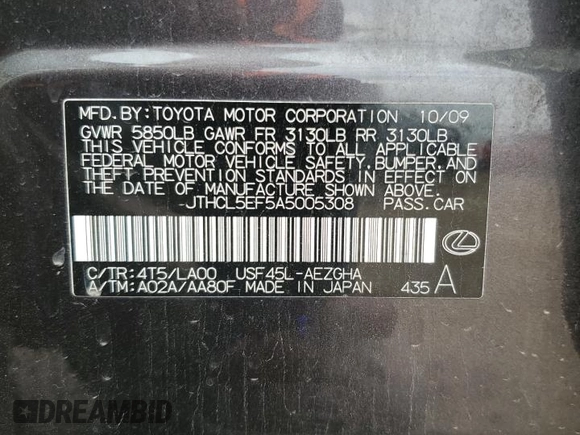 MFD. BY: TOYOTA MOTOR CORPORATION 10/09
GVWR 5850LB GAWR FR 3130LB RR 3130LB
THIS VEHICLE CONFORMS TO ALL APPLICABLE
FEDERAL MOTOR VEHICLE SAFETY, BUMPER, AND
THEFT PREVENTION STANDARDS IN EFFECT ON
THE DATE OF MANUFACTURE SHOWN ABOVE.
JTHCL5EF5A5005308 PASS. CAR
C/TR: 4T5/LA00 USF45L-AEZGHA
A/TM: A02A/AA80F MADE IN JAPAN 435 A
DREAMBID